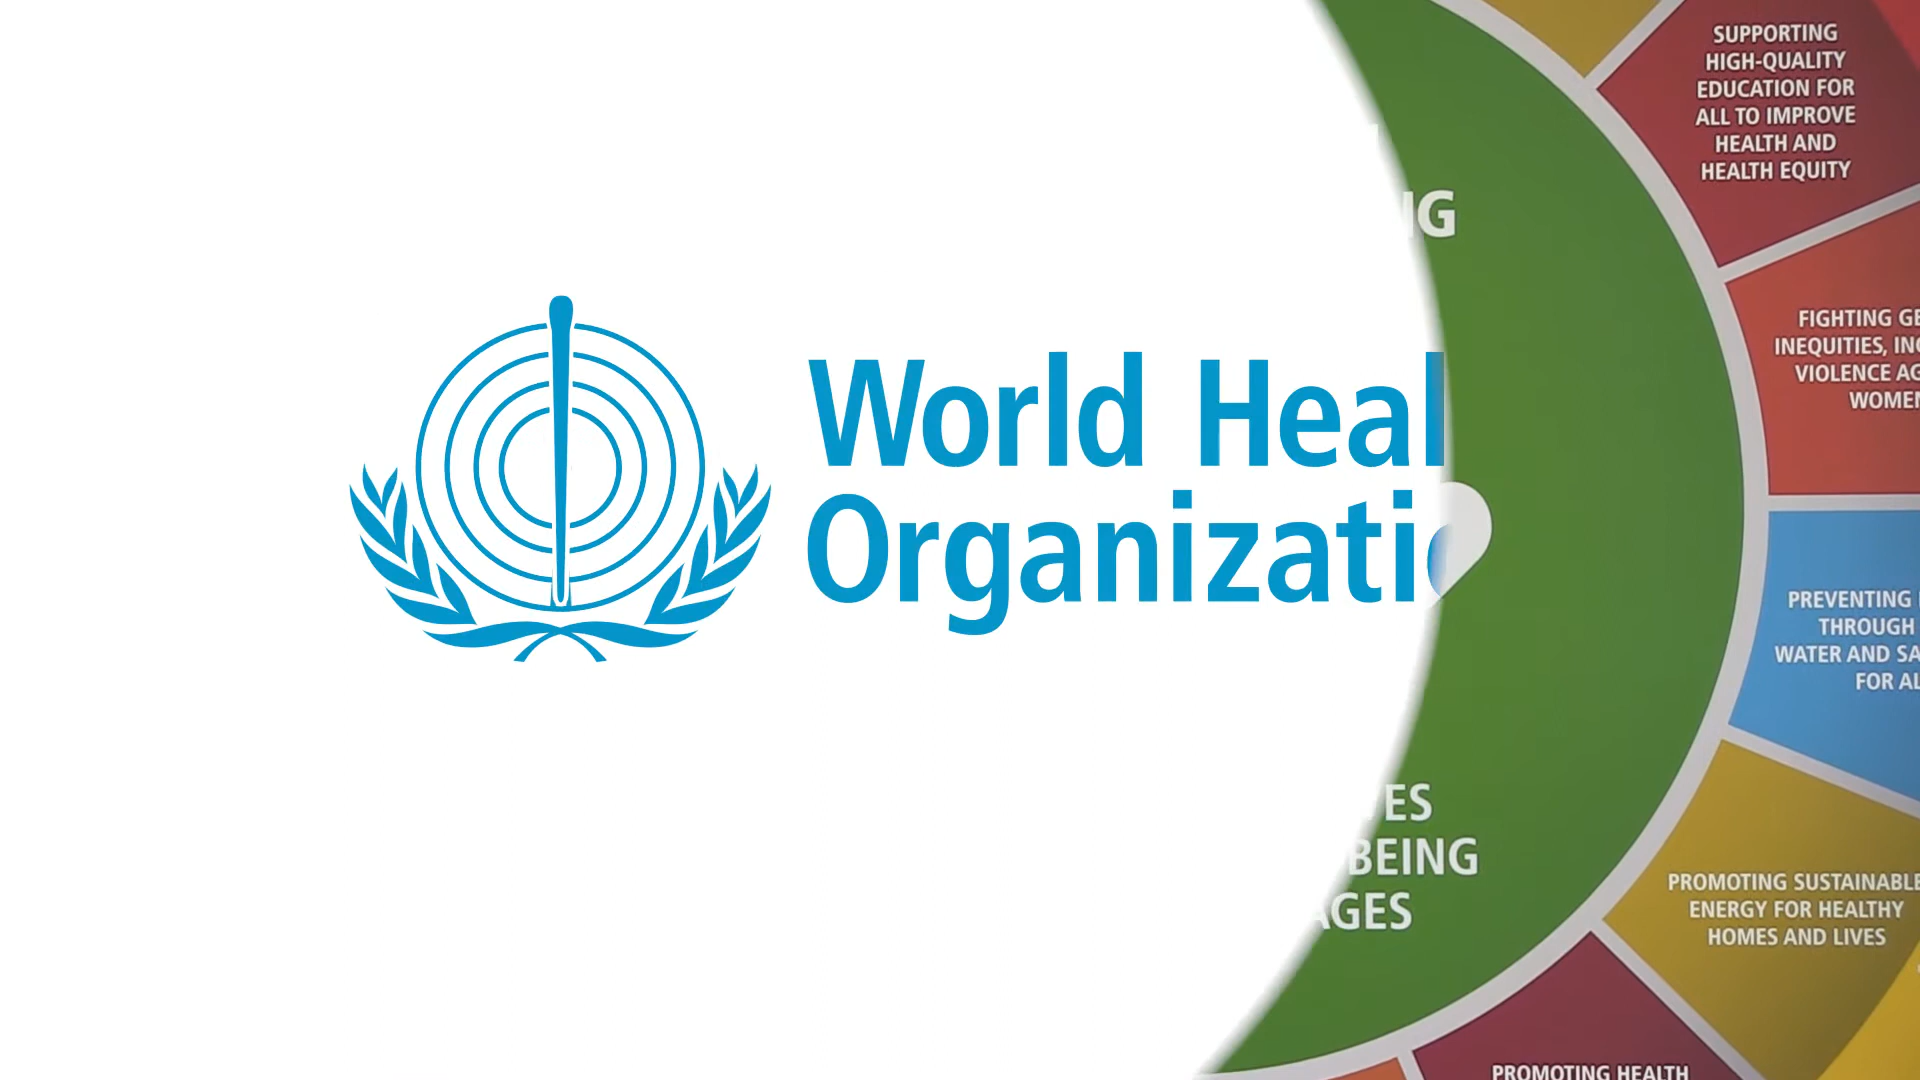 World Heal
Organizati
NG
ES
BEING
AGES
SUPPORTING
HIGH-QUALITY
EDUCATION FOR
ALL TO IMPROVE
HEALTH AND
HEALTH EQUITY
FIGHTING GE
INEQUITIES, INC
VIOLENCE AG
WOMEN
PREVENTING
THROUGH
WATER AND SA
FOR AL
PROMOTING SUSTAINABLE
ENERGY FOR HEALTHY
HOMES AND LIVES
PROMOTING HEALTH